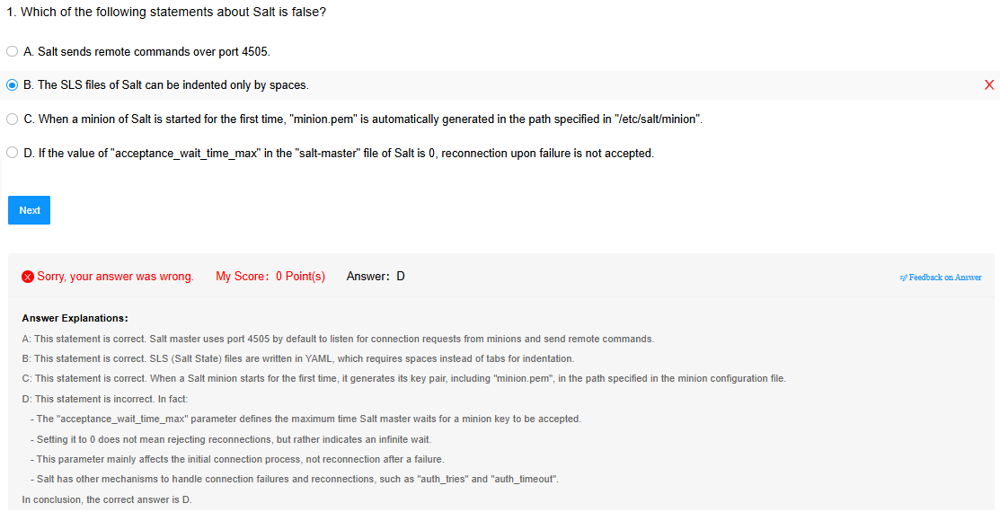 1. Which of the following statements about Salt is false?
A. Salt sends remote commands over port 4505.
B. The SLS files of Salt can be indented only by spaces.
X
C. When a minion of Salt is started for the first time, "minion.pem" is automatically generated in the path specified in "/etc/salt/minion".
D. If the value of "acceptance_wait_time_max" in the "salt-master" file of Salt is 0, reconnection upon failure is not accepted.
Next
Sorry, your answer was wrong. My Score: 0 Point(s) Answer: D Feedback on Answer
Answer Explanations:
A: This statement is correct. Salt master uses port 4505 by default to listen for connection requests from minions and send remote commands.
B: This statement is correct. SLS (Salt State) files are written in YAML, which requires spaces instead of tabs for indentation.
C: This statement is correct. When a Salt minion starts for the first time, it generates its key pair, including "minion.pem", in the path specified in the minion configuration file.
D: This statement is incorrect. In fact:
- The "acceptance_wait_time_max" parameter defines the maximum time Salt master waits for a minion key to be accepted.
- Setting it to 0 does not mean rejecting reconnections, but rather indicates an infinite wait.
- This parameter mainly affects the initial connection process, not reconnection after a failure.
- Salt has other mechanisms to handle connection failures and reconnections, such as "auth_tries" and "auth_timeout".
In conclusion, the correct answer is D.